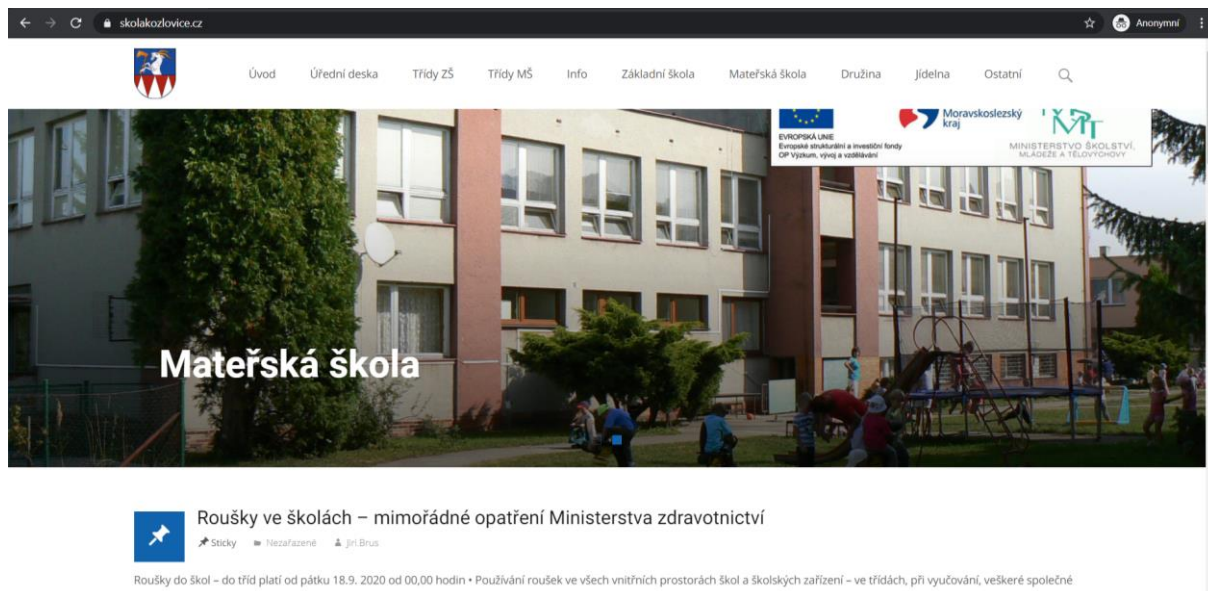 skolakozlovice.cz
Anonymní
Úvod Úřední deska Třídy ZŠ Třídy MŠ Info Základní škola Mateřská škola Družina Jídelna Ostatní
EVROPSKÁ UNIE
Evropské strukturální a investiční fondy
OP Výzkum, vývoj a vzdělávání
Moravskoslezský
kraj
MINISTERSTVO ŠKOLSTVÍ,
MLÁDEŽE A TĚLOVÝCHOVY
Mateřská škola
Roušky ve školách – mimořádné opatření Ministerstva zdravotnictví
Sticky Nezařazené Jiri Brus
Roušky do škol – do tříd platí od pátku 18.9. 2020 od 00,00 hodin • Používání roušek ve všech vnitřních prostorách škol a školských zařízení – ve třídách, při vyučování, veškeré společné